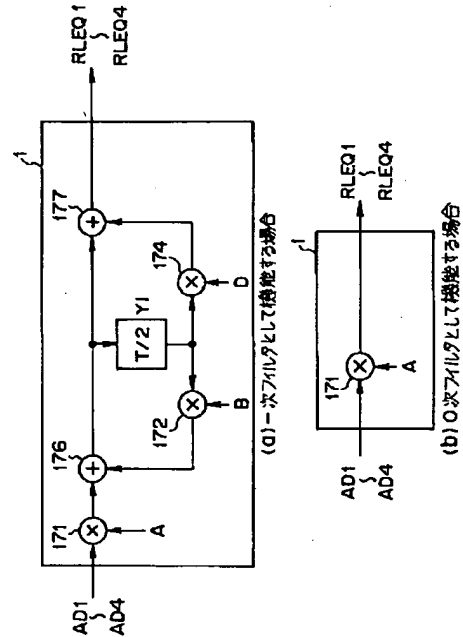 1
AD1
~
AD4
171
×
A
176
+
T/2
Y1
172
×
B
174
×
D
177
+
RLEQ1
~
RLEQ4
(a)一次フィルタとして機能する場合
1
AD1
~
AD4
171
×
A
RLEQ1
~
RLEQ4
(b)0次フィルタとして機能する場合